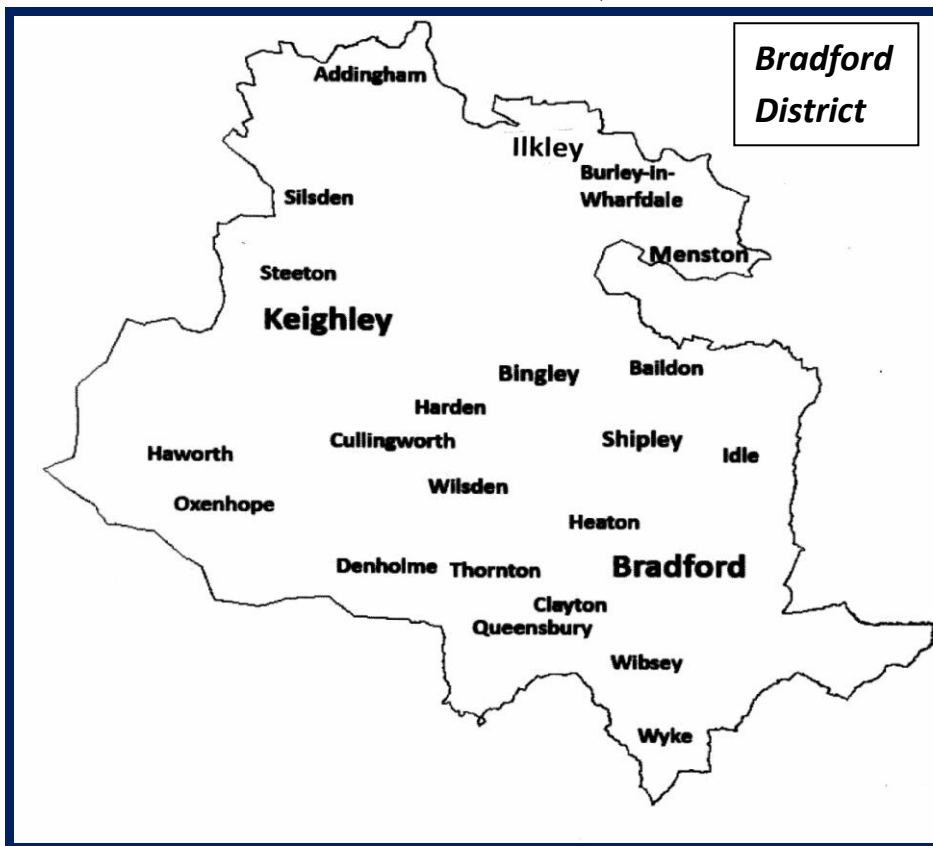 Bradford
District
Addingham
Ilkley
Burley-in-
Wharfdale
Silsden
Menston
Steeton
Keighley
Bingley
Baildon
Harden
Cullingworth
Shipley
Haworth
Idle
Wilsden
Oxenhope
Heaton
Denholme
Thornton
Bradford
Clayton
Queensbury
Wibsey
Wyke